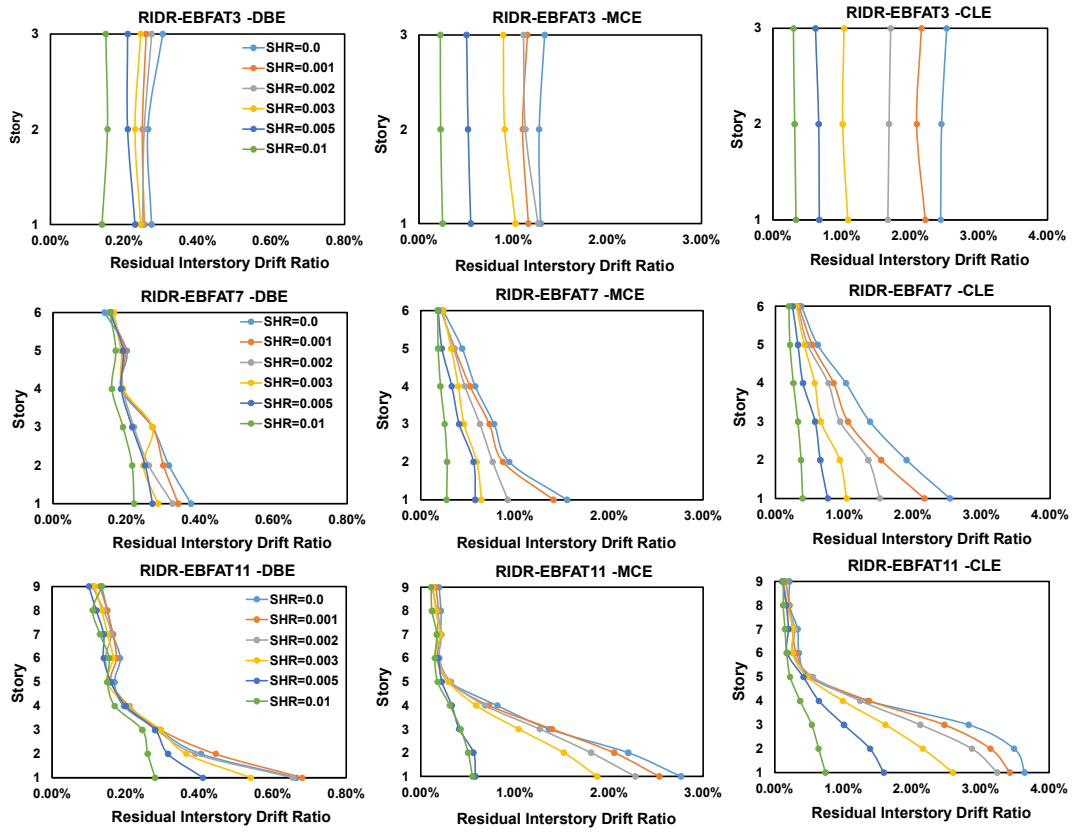 RIDR-EBFAT3 -DBE
Story
3
2
1
SHR=0.0
SHR=0.001
SHR=0.002
SHR=0.003
SHR=0.005
SHR=0.01
0.00% 0.20% 0.40% 0.60% 0.80%
Residual Interstory Drift Ratio
RIDR-EBFAT3 -MCE
Story
3
2
1
0.00% 1.00% 2.00% 3.00%
Residual Interstory Drift Ratio
RIDR-EBFAT3 -CLE
Story
3
2
1
0.00% 1.00% 2.00% 3.00% 4.00%
Residual Interstory Drift Ratio
RIDR-EBFAT7 -DBE
Story
6
5
4
3
2
1
SHR=0.0
SHR=0.001
SHR=0.002
SHR=0.003
SHR=0.005
SHR=0.01
0.00% 0.20% 0.40% 0.60% 0.80%
Residual Interstory Drift Ratio
RIDR-EBFAT7 -MCE
Story
6
5
4
3
2
1
0.00% 1.00% 2.00% 3.00%
Residual Interstory Drift Ratio
RIDR-EBFAT7 -CLE
Story
6
5
4
3
2
1
0.00% 1.00% 2.00% 3.00% 4.00%
Residual Interstory Drift Ratio
RIDR-EBFAT11 -DBE
Story
9
8
7
6
5
4
3
2
1
SHR=0.0
SHR=0.001
SHR=0.002
SHR=0.003
SHR=0.005
SHR=0.01
0.00% 0.20% 0.40% 0.60% 0.80%
Residual Interstory Drift Ratio
RIDR-EBFAT11 -MCE
Story
9
8
7
6
5
4
3
2
1
0.00% 1.00% 2.00% 3.00%
Residual Interstory Drift Ratio
RIDR-EBFAT11 -CLE
Story
9
8
7
6
5
4
3
2
1
0.00% 1.00% 2.00% 3.00% 4.00%
Residual Interstory Drift Ratio